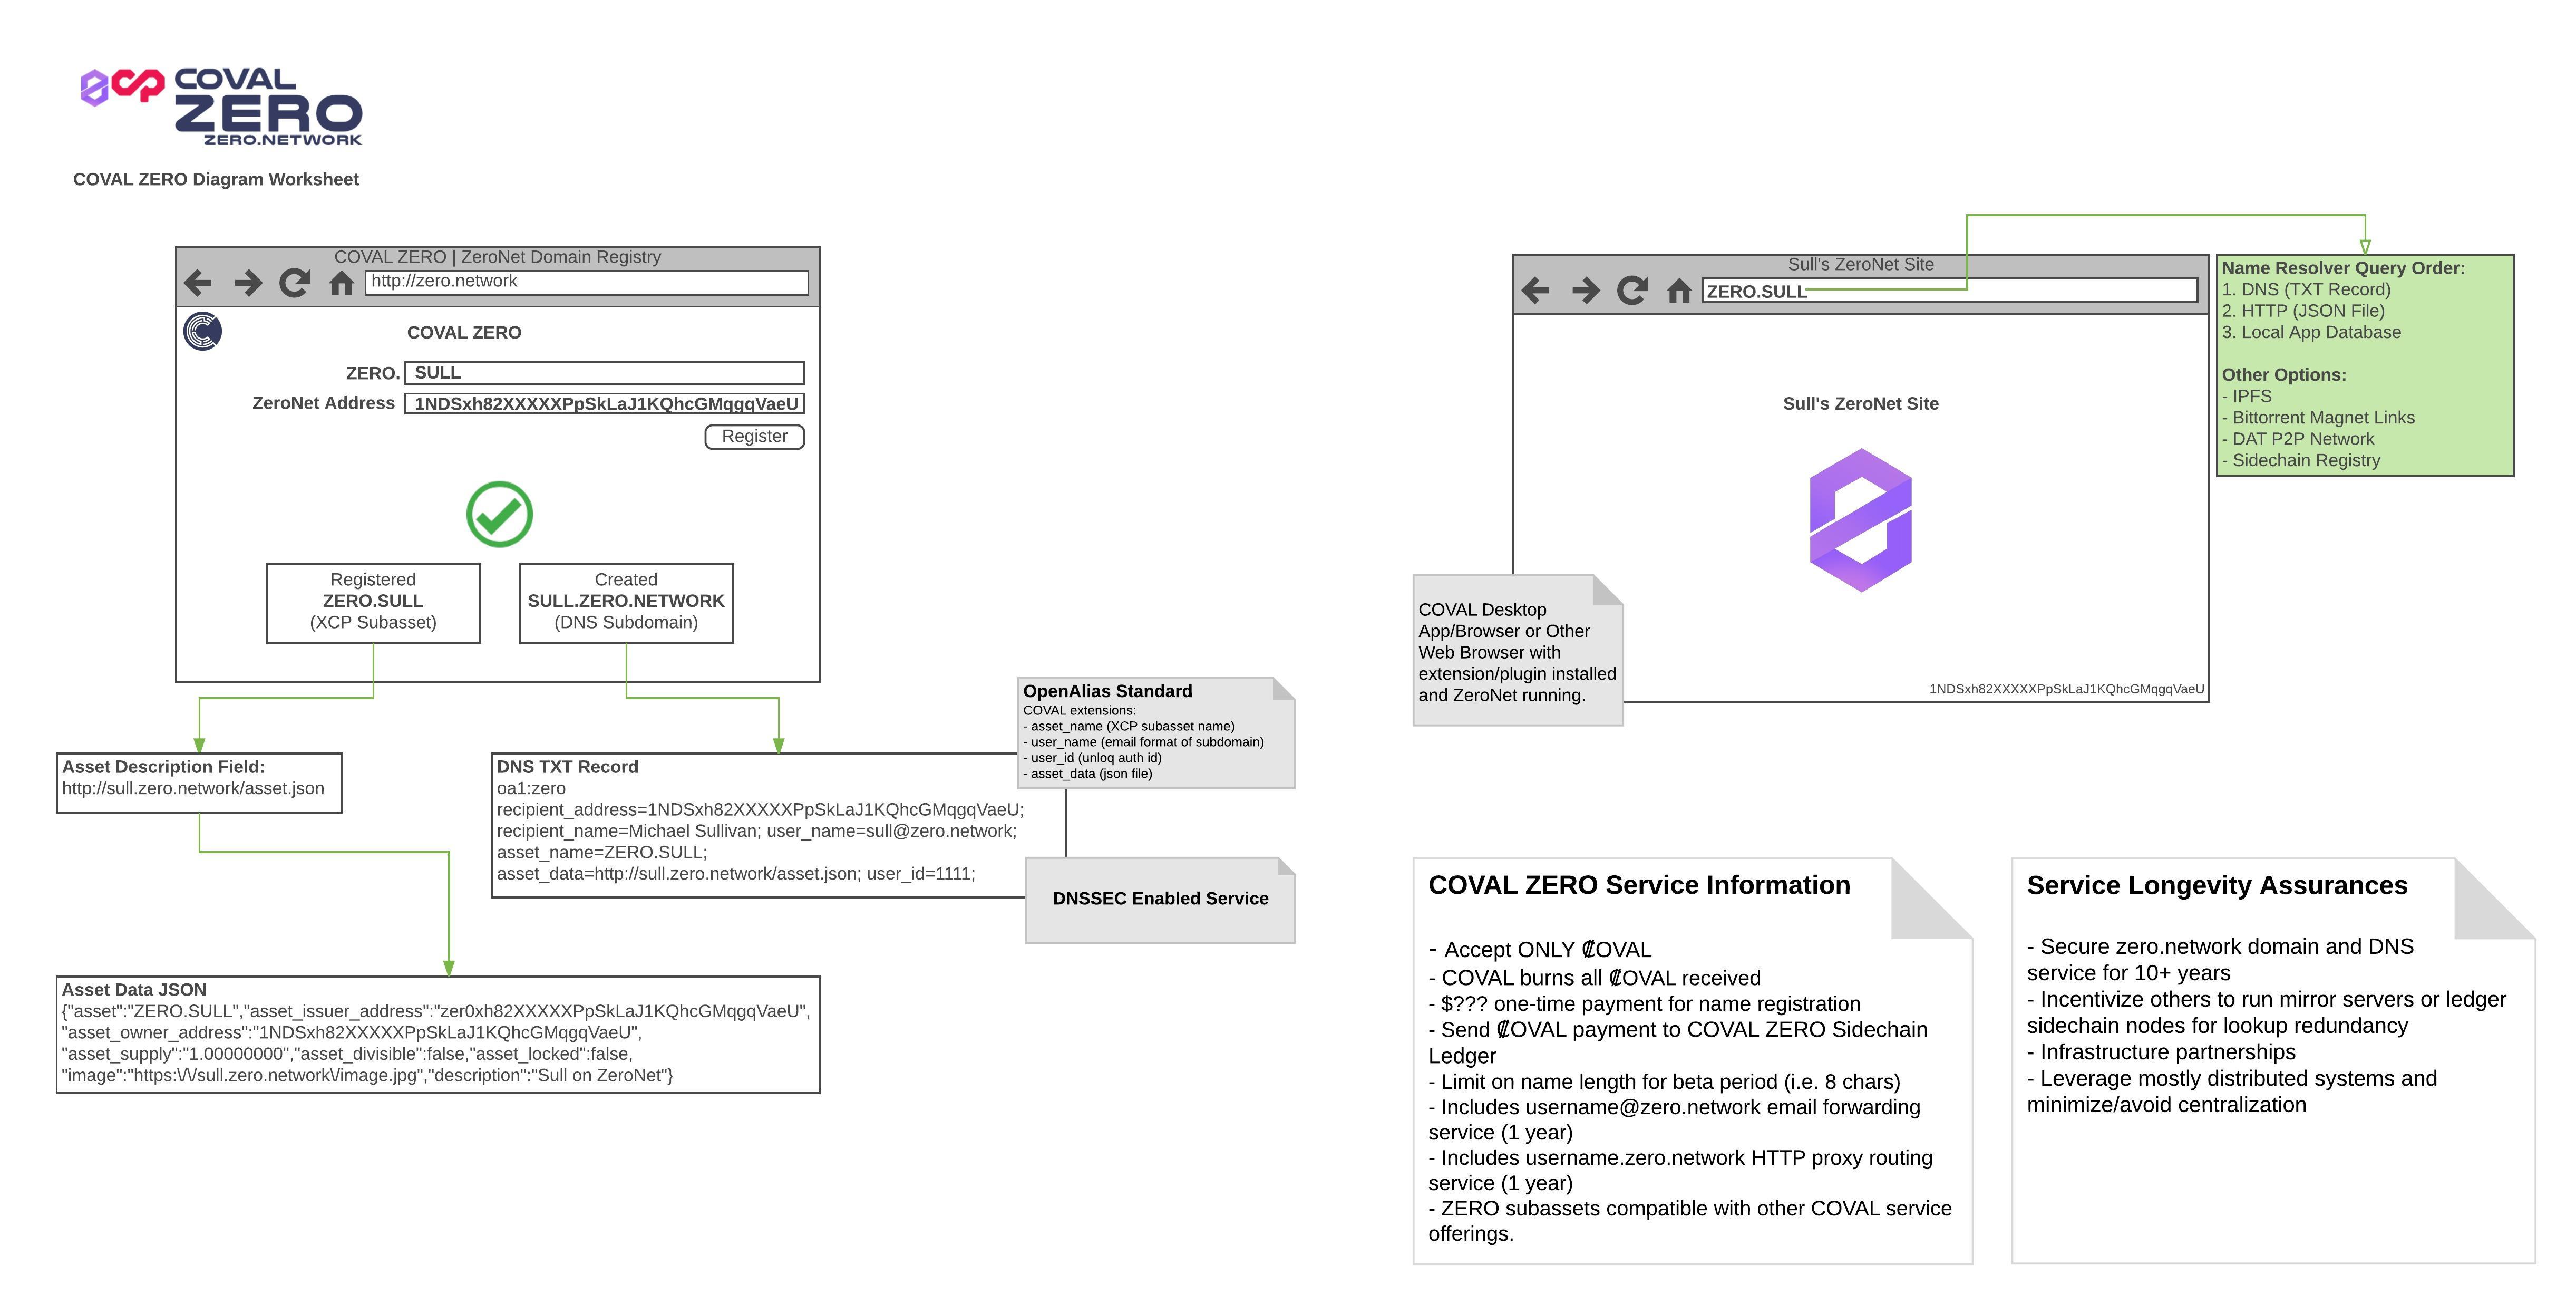 COVAL
ZERO
ZERO.NETWORK
COVAL ZERO Diagram Worksheet
COVAL ZERO | ZeroNet Domain Registry
http://zero.network
COVAL ZERO
ZERO. SULL
ZeroNet Address 1NDSxh82XXXXXPpSkLaJ1KQhcGMqgqVaeU
Register
Registered
ZERO.SULL
(XCP Subasset)
Created
SULL.ZERO.NETWORK
(DNS Subdomain)
Asset Description Field:
http://sull.zero.network/asset.json
DNS TXT Record
oa1:zero
recipient_address=1NDSxh82XXXXXPpSkLaJ1KQhcGMqgqVaeU;
recipient_name=Michael Sullivan; user_name=sull@zero.network;
asset_name=ZERO.SULL;
asset_data=http://sull.zero.network/asset.json; user_id=1111;
OpenAlias Standard
COVAL extensions:
- asset_name (XCP subasset name)
- user_name (email format of subdomain)
- user_id (unloq auth id)
- asset_data (json file)
DNSSEC Enabled Service
Asset Data JSON
{"asset":"ZERO.SULL","asset_issuer_address":"zer0xh82XXXXXPpSkLaJ1KQhcGMqgqVaeU",
"asset_owner_address":"1NDSxh82XXXXXPpSkLaJ1KQhcGMqgqVaeU",
"asset_supply":"1.00000000","asset_divisible":false,"asset_locked":false,
"image":"https:\/\/sull.zero.network\/image.jpg","description":"Sull on ZeroNet"}
Sull's ZeroNet Site
ZERO.SULL
Sull's ZeroNet Site
1NDSxh82XXXXXPpSkLaJ1KQhcGMqgqVaeU
COVAL Desktop
App/Browser or Other
Web Browser with
extension/plugin installed
and ZeroNet running.
Name Resolver Query Order:
1. DNS (TXT Record)
2. HTTP (JSON File)
3. Local App Database
Other Options:
- IPFS
- Bittorrent Magnet Links
- DAT P2P Network
- Sidechain Registry
COVAL ZERO Service Information
- Accept ONLY ₡OVAL
- COVAL burns all ₡OVAL received
- $??? one-time payment for name registration
- Send ₡OVAL payment to COVAL ZERO Sidechain
Ledger
- Limit on name length for beta period (i.e. 8 chars)
- Includes username@zero.network email forwarding
service (1 year)
- Includes username.zero.network HTTP proxy routing
service (1 year)
- ZERO subassets compatible with other COVAL service
offerings.
Service Longevity Assurances
- Secure zero.network domain and DNS
service for 10+ years
- Incentivize others to run mirror servers or ledger
sidechain nodes for lookup redundancy
- Infrastructure partnerships
- Leverage mostly distributed systems and
minimize/avoid centralization